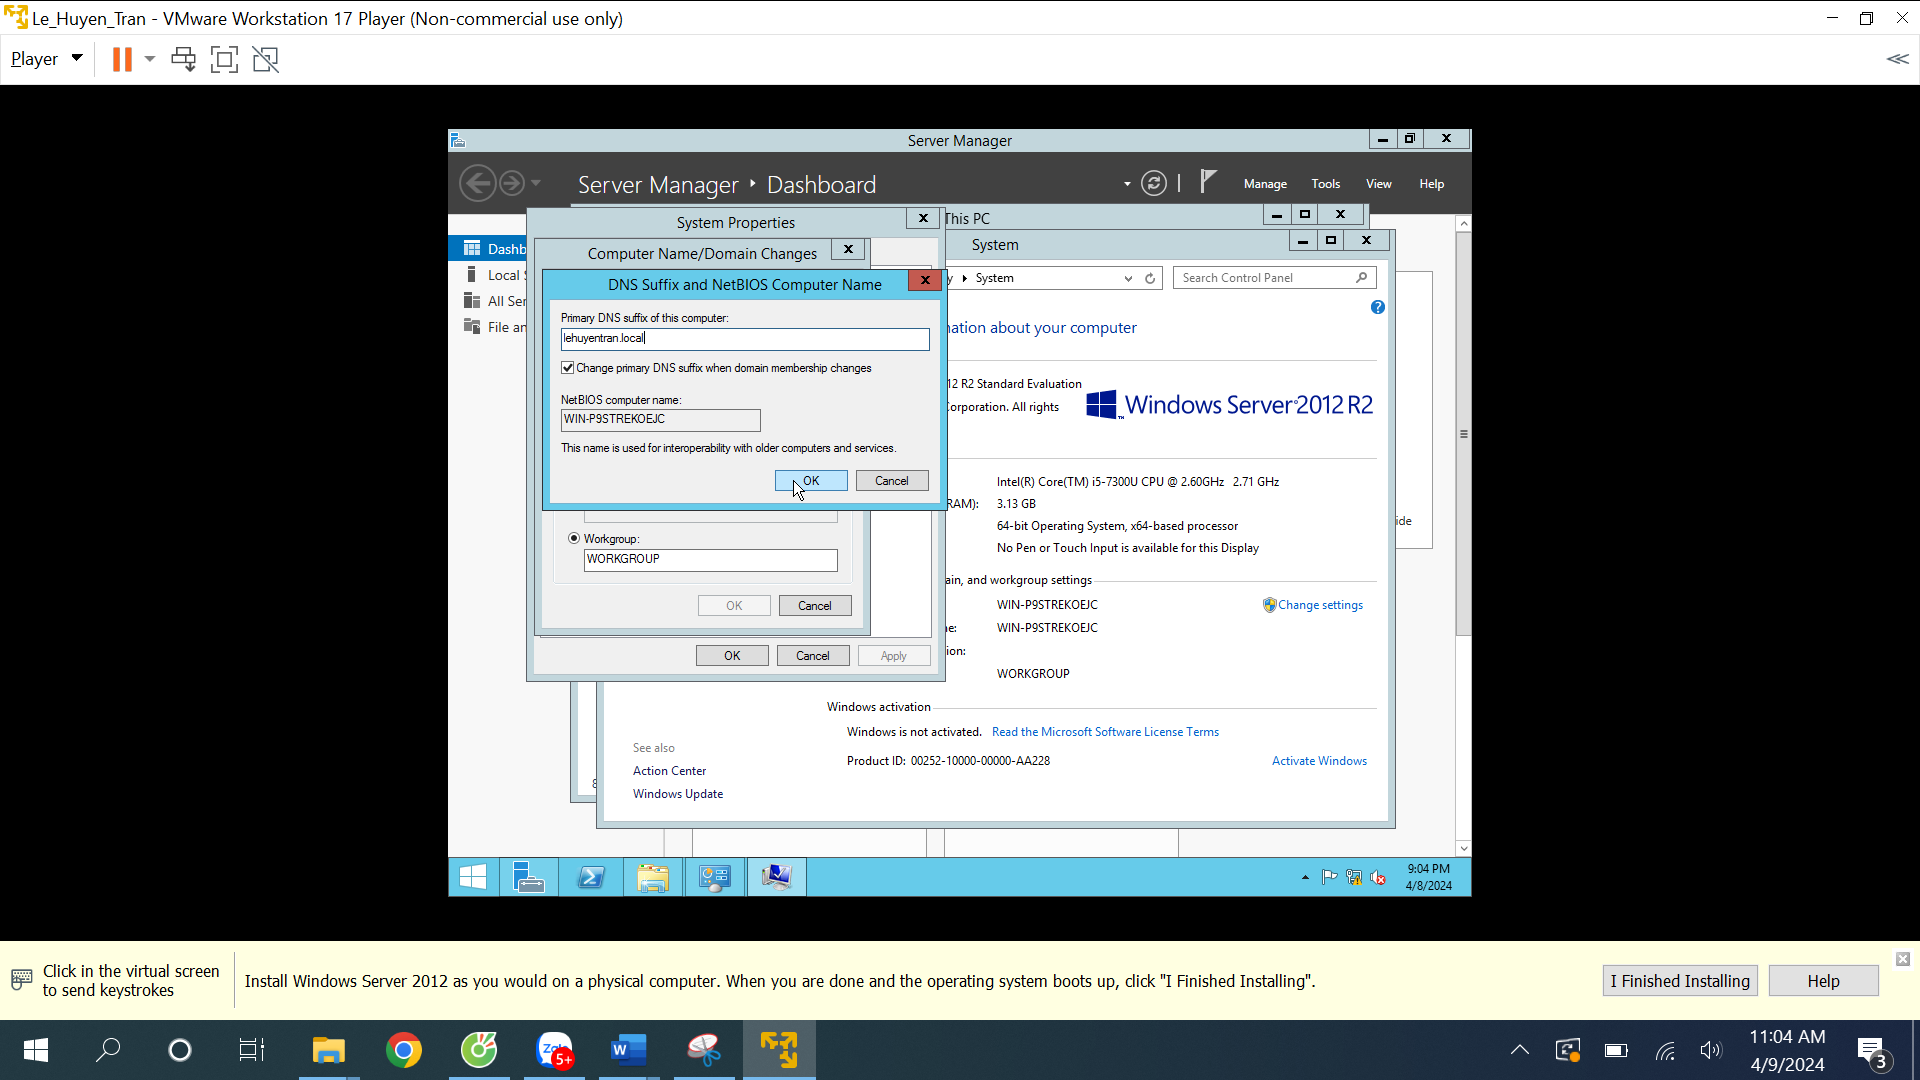 Le_Huyen_Tran - VMware Workstation 17 Player (Non-commercial use only)
Player
Server Manager
Server Manager
Dashboard
Manage
Tools
View
Help
This PC
System Properties
System
Computer Name/Domain Changes
Dashb
DNS Suffix and NetBIOS Computer Name
System
Search Control Panel
Local
All Ser
File an
Primary DNS suffix of this computer:
lehuyentran.local
Change primary DNS suffix when domain membership changes
NetBIOS computer name:
WIN-P9STREKOEJC
This name is used for interoperability with older computers and services.
OK
Cancel
Workgroup:
WORKGROUP
OK
Cancel
OK
Cancel
Apply
mation about your computer
12 R2 Standard Evaluation
Corporation. All rights
Windows Server 2012 R2
Intel(R) Core(TM) i5-7300U CPU @ 2.60GHz 2.71 GHz
RAM):
3.13 GB
64-bit Operating System, x64-based processor
No Pen or Touch Input is available for this Display
ide
ain, and workgroup settings
WIN-P9STREKOEJC
Change settings
me:
WIN-P9STREKOEJC
ion:
WORKGROUP
Windows activation
Windows is not activated. Read the Microsoft Software License Terms
See also
Product ID: 00252-10000-00000-AA228
Activate Windows
Action Center
Windows Update
9:04 PM
4/8/2024
Click in the virtual screen
to send keystrokes
Install Windows Server 2012 as you would on a physical computer. When you are done and the operating system boots up, click "I Finished Installing".
I Finished Installing
Help
5+
11:04 AM
4/9/2024
3